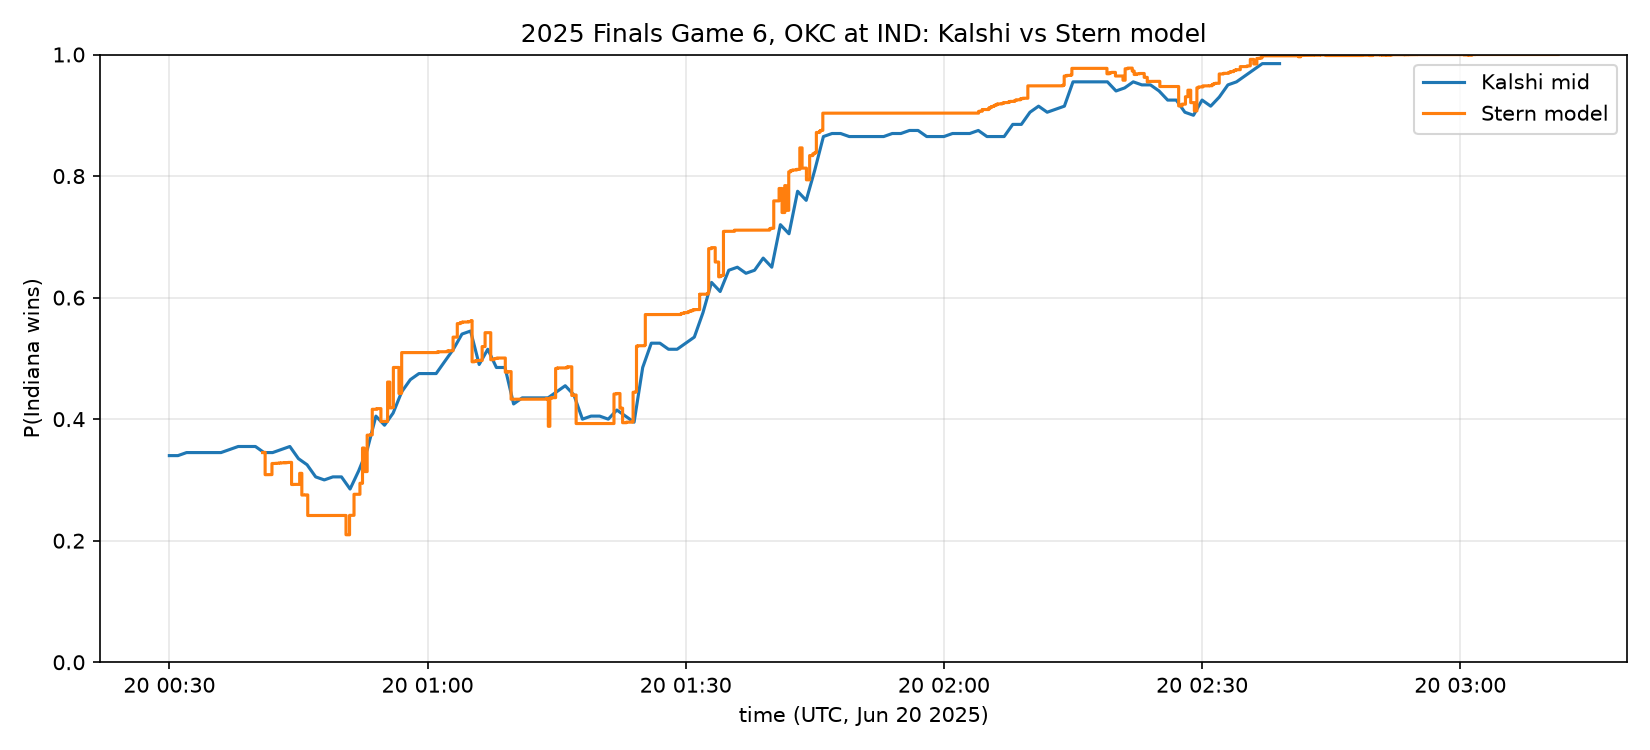 2025 Finals Game 6, OKC at IND: Kalshi vs Stern model
1.0
0.8
0.6
0.4
0.2
0.0
P(Indiana wins)
Kalshi mid
Stern model
20 00:30
20 01:00
20 01:30
20 02:00
20 02:30
20 03:00
time (UTC, Jun 20 2025)